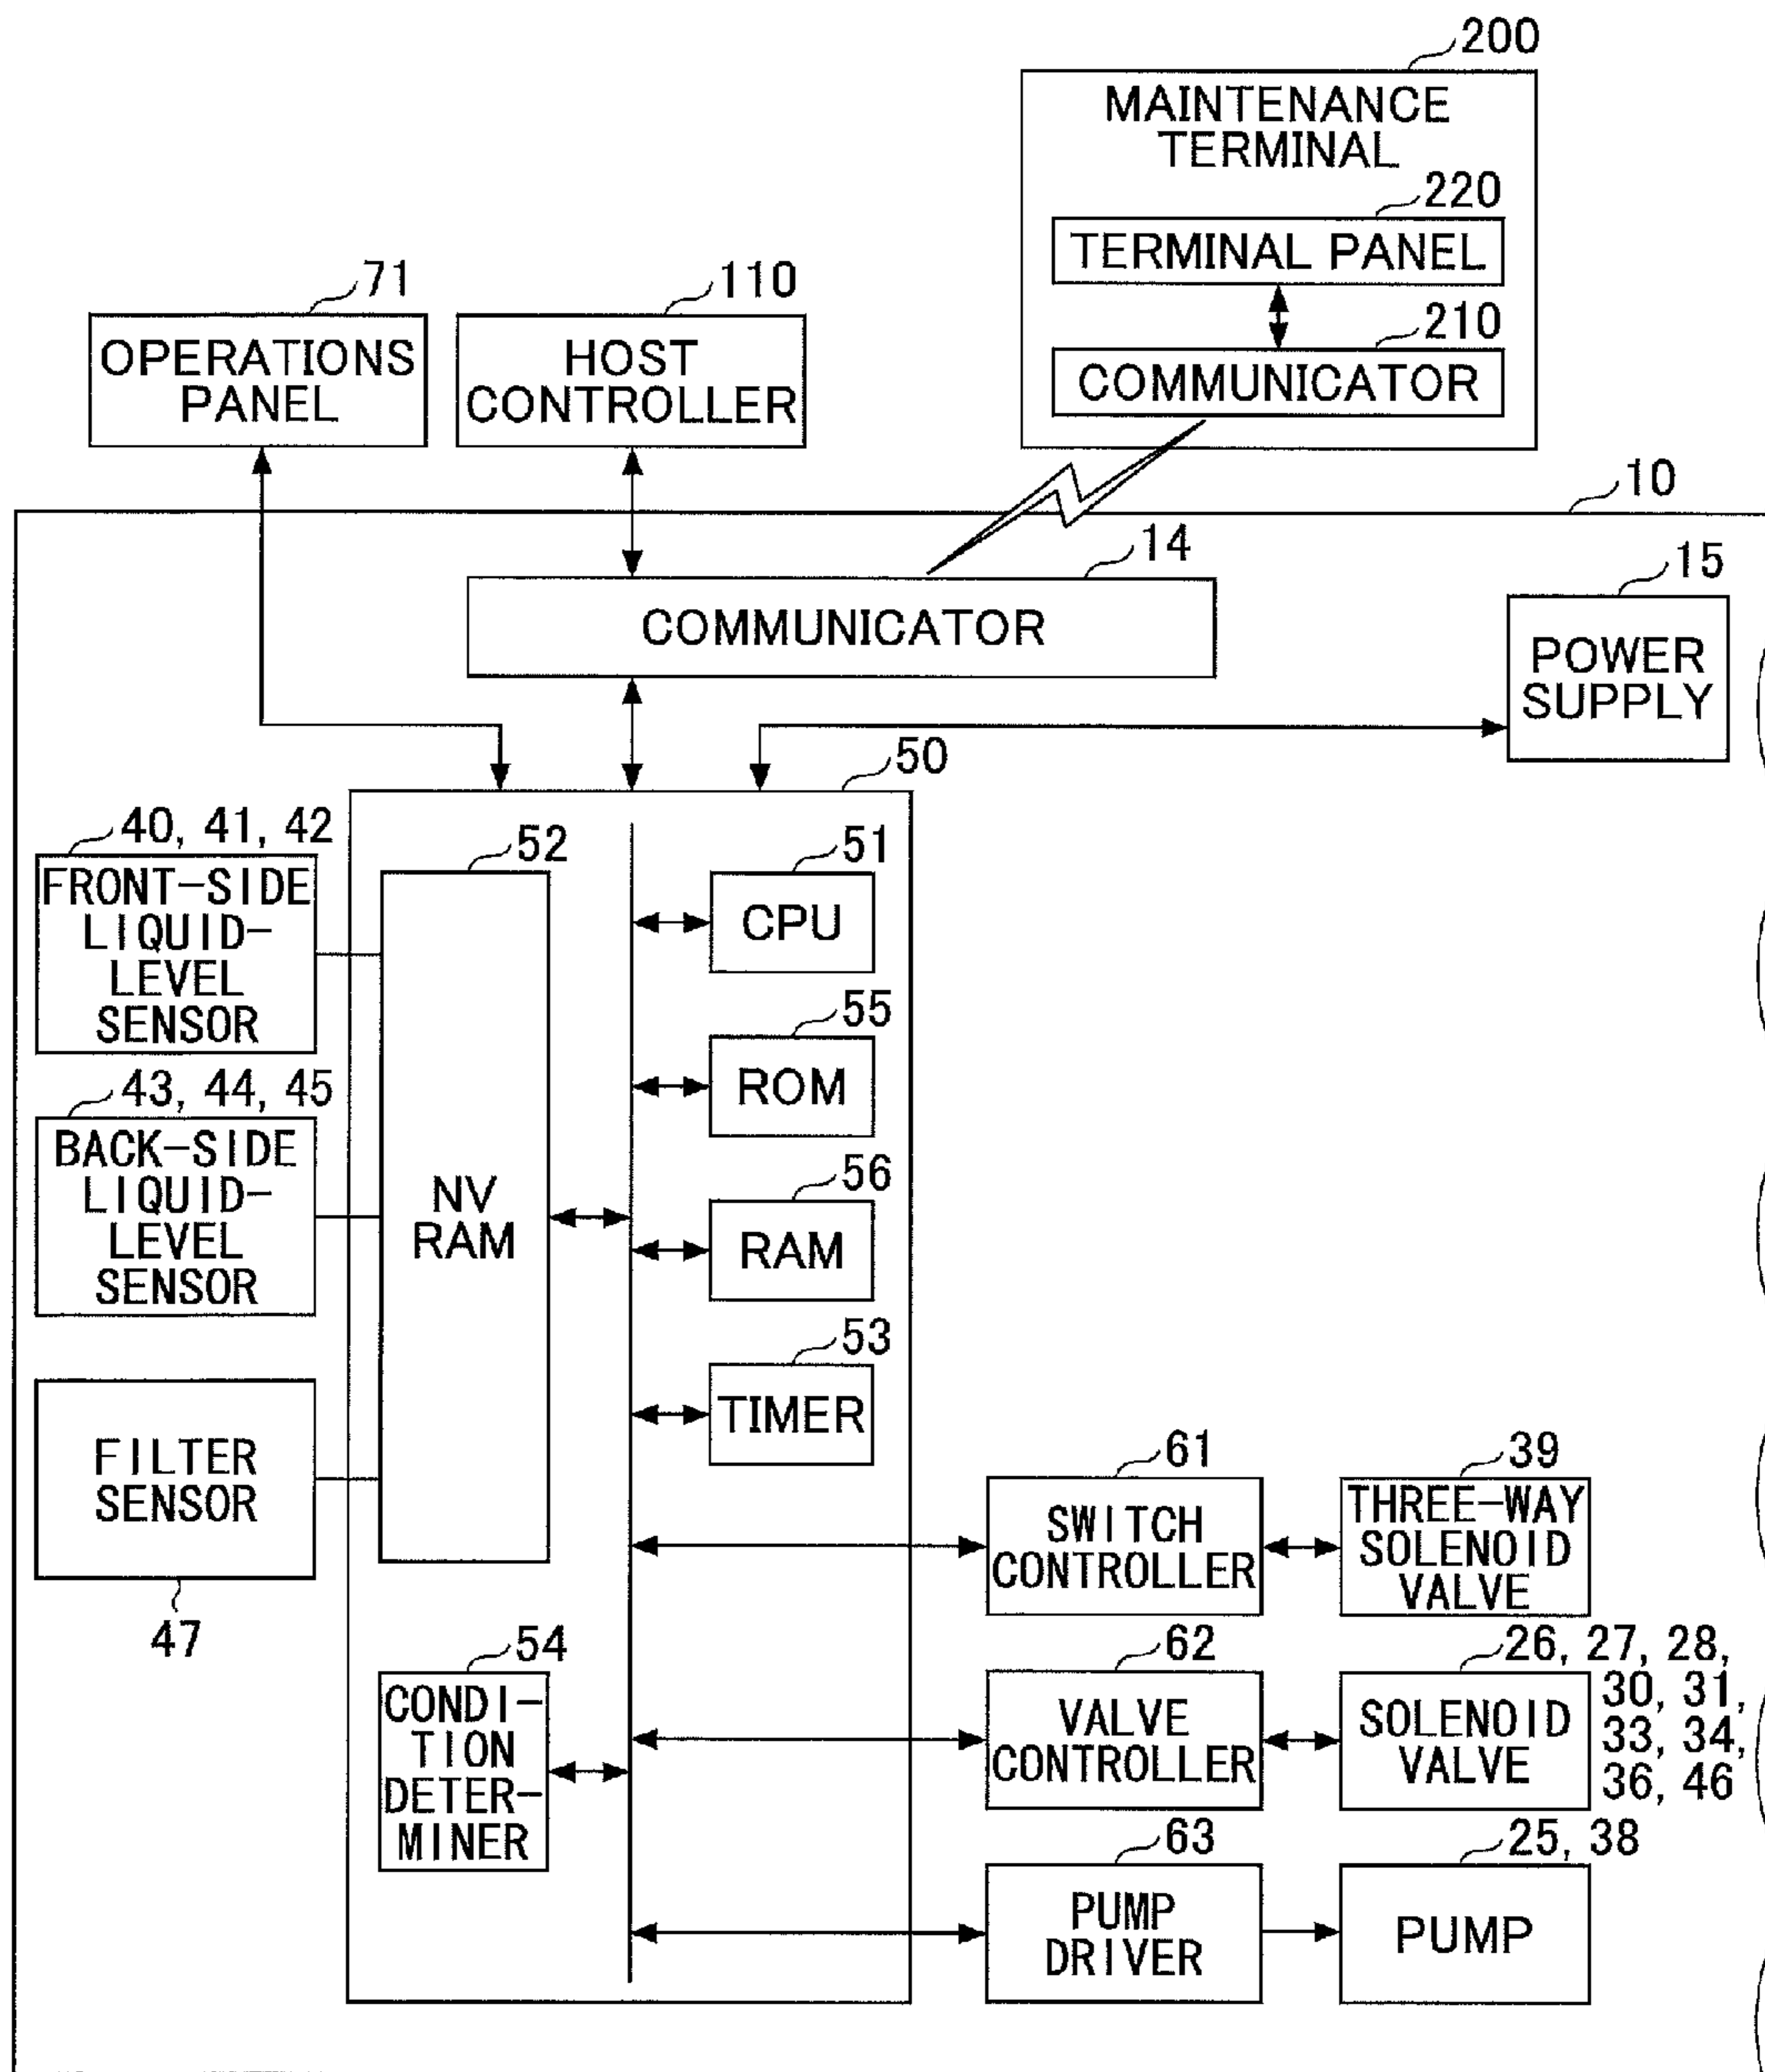 200
MAINTENANCE
TERMINAL
220
TERMINAL PANEL
210
COMMUNICATOR
71
OPERATIONS
PANEL
110
HOST
CONTROLLER
10
14
COMMUNICATOR
15
POWER
SUPPLY
50
40, 41, 42
FRONT-SIDE
LIQUID-
LEVEL
SENSOR
43, 44, 45
BACK-SIDE
LIQUID-
LEVEL
SENSOR
FILTER
SENSOR
47
52
NV
RAM
51
CPU
55
ROM
56
RAM
53
TIMER
54
CONDI-
TION
DETER-
MINER
61
SWITCH
CONTROLLER
39
THREE-WAY
SOLENOID
VALVE
62
VALVE
CONTROLLER
26, 27, 28,
30, 31,
33, 34,
36, 46
SOLENOID
VALVE
63
PUMP
DRIVER
25, 38
PUMP